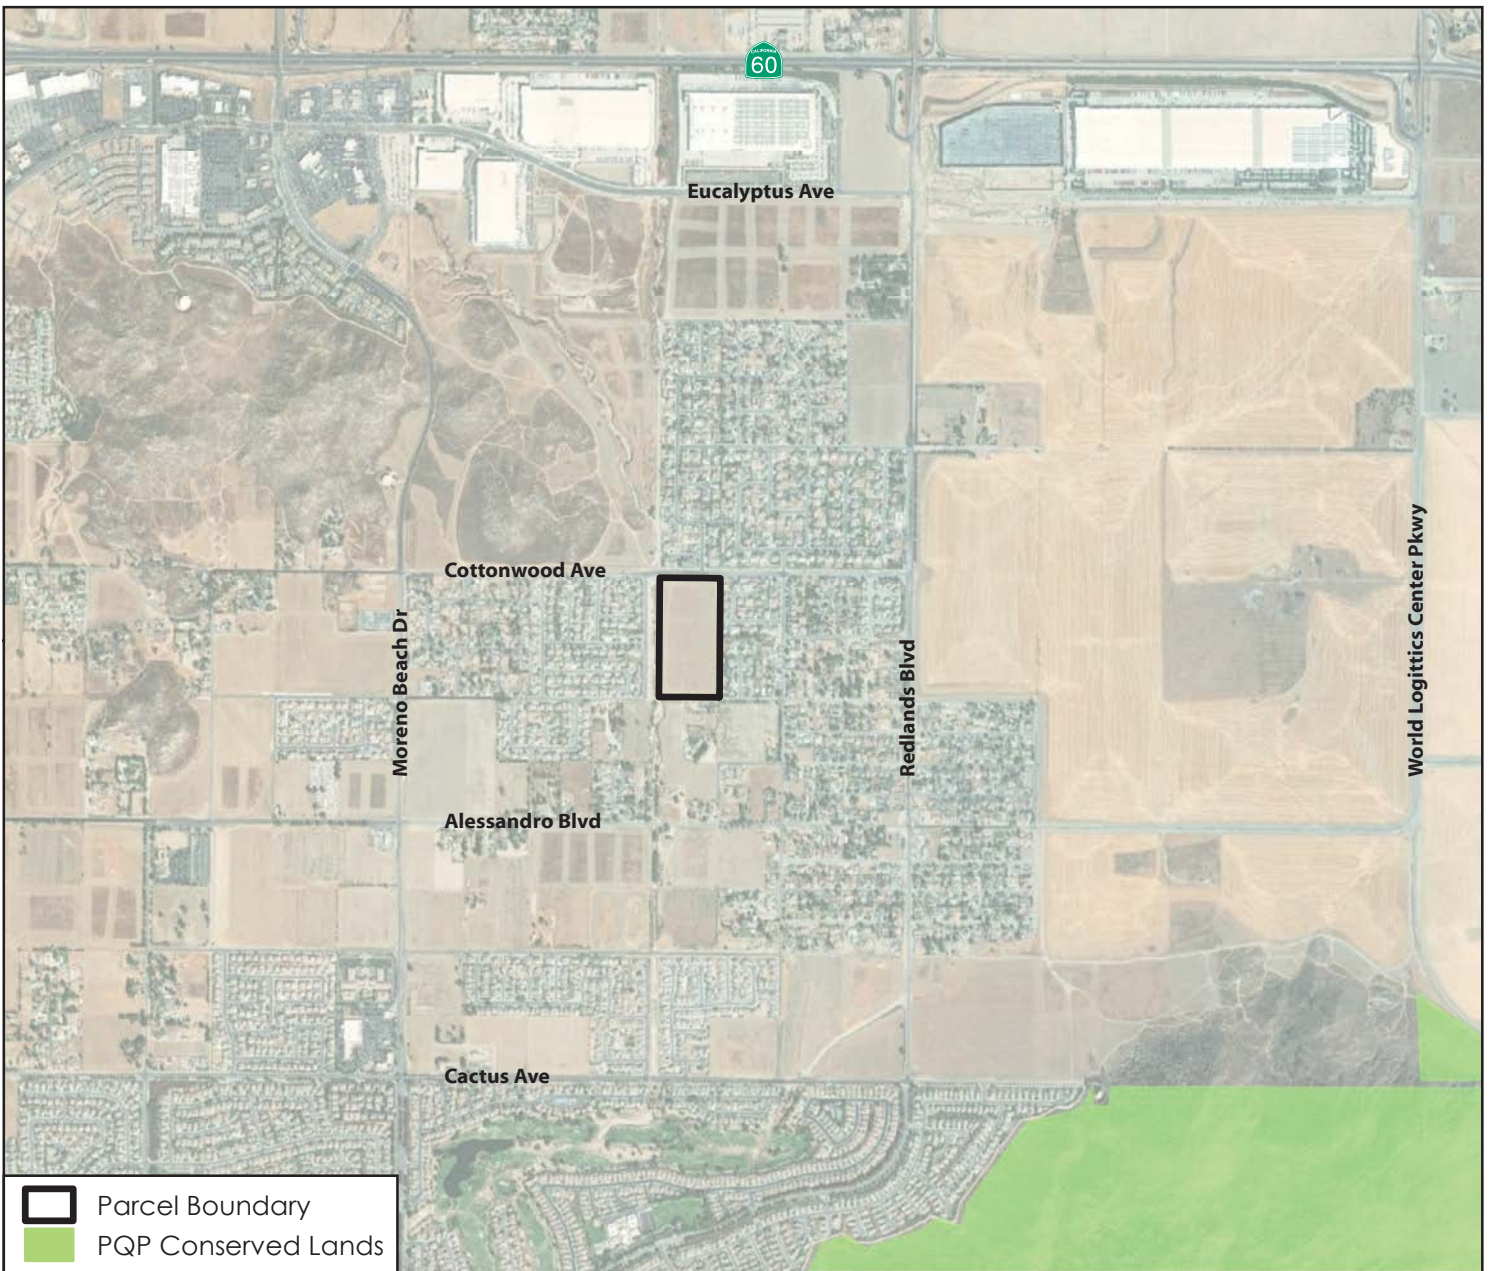 CALIFORNIA
60
Eucalyptus Ave
Cottonwood Ave
Moreno Beach Dr
Redlands Blvd
World Logittics Center Pkwy
Alessandro Blvd
Cactus Ave
Parcel Boundary
PQP Conserved Lands